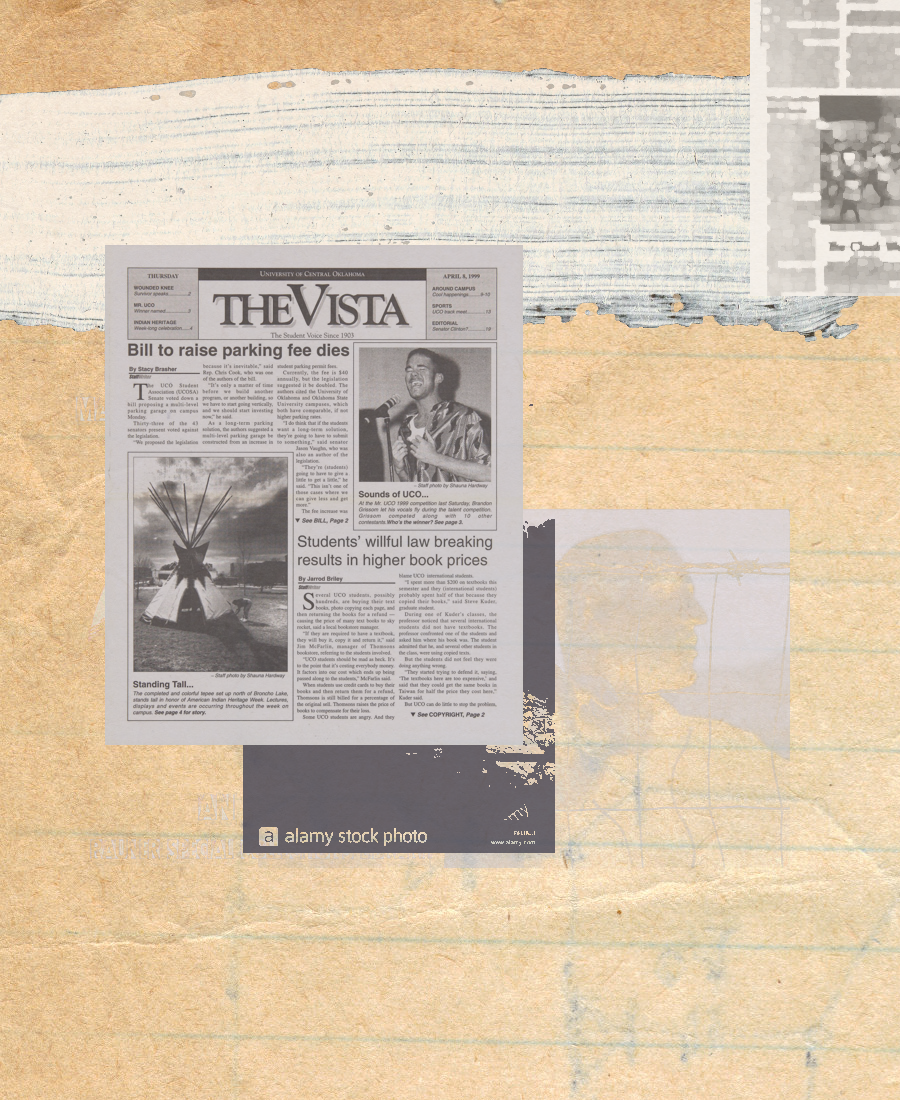 THURSDAY
UNIVERSITY OF CENTRAL OKLAHOMA
APRIL 8, 1999
WOUNDED KNEE
Survivor speaks..........2
MR. UCO
Winner named..........3
INDIAN HERITAGE
Week-long celebration.....4
THE VISTA
The Student Voice Since 1903
AROUND CAMPUS
Cool happenings..........
SPORTS
UCO back meet..........
EDITORIAL
Senator Clinton?..........
Bill to raise parking fee dies
By Stacy Brasher
Staff Writer
The UCO Student
Association (UCOSA)
Senate voted down a
bill proposing a multi-level
parking garage on campus
Monday.
Thirty-three of the 43
senators present voted against
the legislation.
"We proposed the legislation
because it's inevitable," said
Rep. Chris Cook, who was one
of the authors of the bill.
"It's only a matter of time
before we build another
program, or another building, so
we have to start going vertically,
and we should start investing
now," he said.
As a long-term parking
solution, the authors suggested a
multi-level parking garage be
constructed from an increase in
student parking permit fees.
Currently, the fee is $40
annually, but the legislation
suggested it be doubled. The
authors cited the University of
Oklahoma and Oklahoma State
University campuses, which
both have comparable, if not
higher parking rates.
"I do think that if the students
want a long-term solution,
they're going to have to submit
to something," said senator
Jason Vaughn, who was
also an author of the
legislation.
"They're (students)
going to have to give a
little to get a little," he
said. "This isn't one of
those cases where we
can give less and get
more."
The fee increase was
▼ See BILL, Page 2
– Staff photo by Shauna Hardway
Sounds of UCO...
At the Mr. UCO 1999 competition last Saturday, Brandon
Grissom let his vocals fly during the talent competition.
Grissom competed along with 10 other
contestants. Who's the winner? See page 3.
– Staff photo by Shauna Hardway
Standing Tall...
The completed and colorful tepee set up north of Broncho Lake,
stands tall in honor of American Indian Heritage Week. Lectures,
displays and events are occurring throughout the week on
campus. See page 4 for story.
Students' willful law breaking
results in higher book prices
By Jarrod Briley
Staff Writer
Several UCO students, possibly
hundreds, are buying their text
books, photo copying each page, and
then returning the books for a refund —
causing the price of many text books to sky
rocket, said a local bookstore manager.
"If they are required to have a textbook,
they will buy it, copy it and return it," said
Jim McFarlin, manager of Thomsons
bookstore, referring to the students involved.
"UCO students should be mad as heck. It's
to the point that it's costing everybody money.
It factors into our cost which ends up being
passed along to the students," McFarlin said.
When students use credit cards to buy their
books and then return them for a refund,
Thomsons is still billed for a percentage of
the original sell. Thomsons raises the price of
books to compensate for their loss.
Some UCO students are angry. And they
blame UCO international students.
"I spent more than $200 on textbooks this
semester and they (international students)
probably spent half of that because they
copied their books," said Steve Kuder,
graduate student.
During one of Kuder's classes, the
professor noticed that several international
students did not have textbooks. The
professor confronted one of the students and
asked him where his book was. The student
admitted that he, and several other students in
the class, were using copied texts.
But the students did not feel they were
doing anything wrong.
"They started trying to defend it, saying,
'The textbooks here are too expensive,' and
said that they could get the same books in
Taiwan for half the price they cost here,"
Kuder said.
But UCO can do little to stop the problem,
▼ See COPYRIGHT, Page 2
a alamy stock photo
www.alamy.com